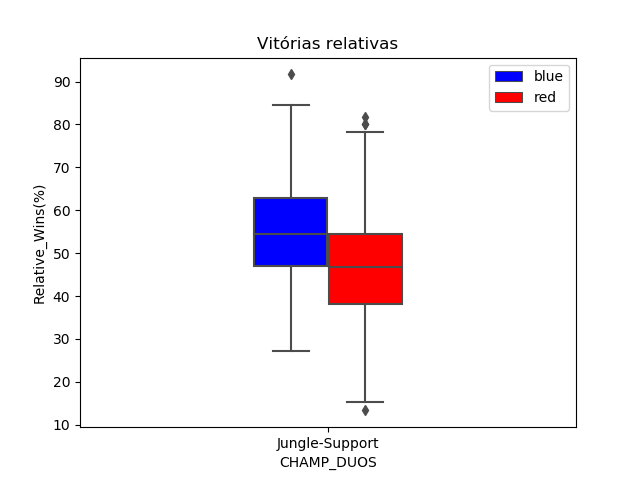 Vitórias relativas
blue
red
90
80
70
60
50
40
30
20
10
Relative_Wins(%)
Jungle-Support
CHAMP_DUOS